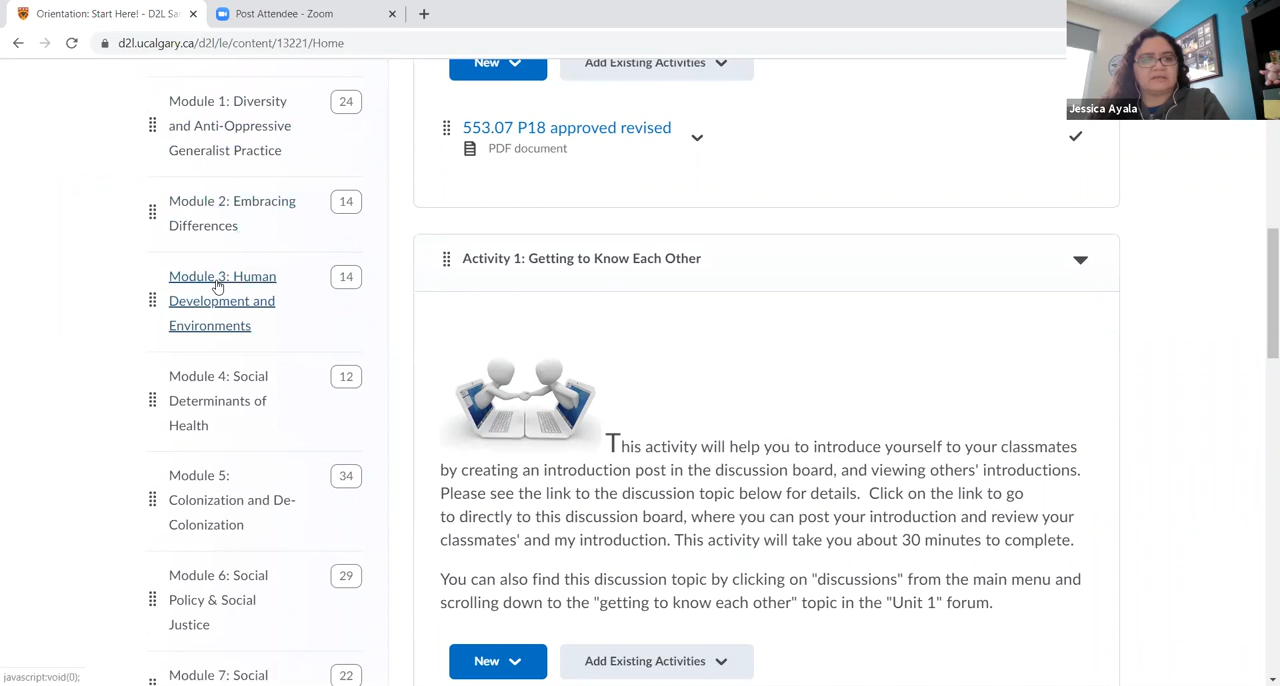 Orientation: Start Here! - D2L Sa
Post Attendee - Zoom
d2l.ucalgary.ca/d2l/le/content/13221/Home
Jessica Ayala
Module 1: Diversity
and Anti-Oppressive
Generalist Practice
24
Module 2: Embracing
Differences
14
Module 3: Human
Development and
Environments
14
Module 4: Social
Determinants of
Health
12
Module 5:
Colonization and De-
Colonization
34
Module 6: Social
Policy & Social
Justice
29
Module 7: Social
22
New
Add Existing Activities
553.07 P18 approved revised
PDF document
Activity 1: Getting to Know Each Other
This activity will help you to introduce yourself to your classmates
by creating an introduction post in the discussion board, and viewing others' introductions.
Please see the link to the discussion topic below for details.  Click on the link to go
to directly to this discussion board, where you can post your introduction and review your
classmates' and my introduction. This activity will take you about 30 minutes to complete.
You can also find this discussion topic by clicking on "discussions" from the main menu and
scrolling down to the "getting to know each other" topic in the "Unit 1" forum.
New
Add Existing Activities
javascript:void(0);